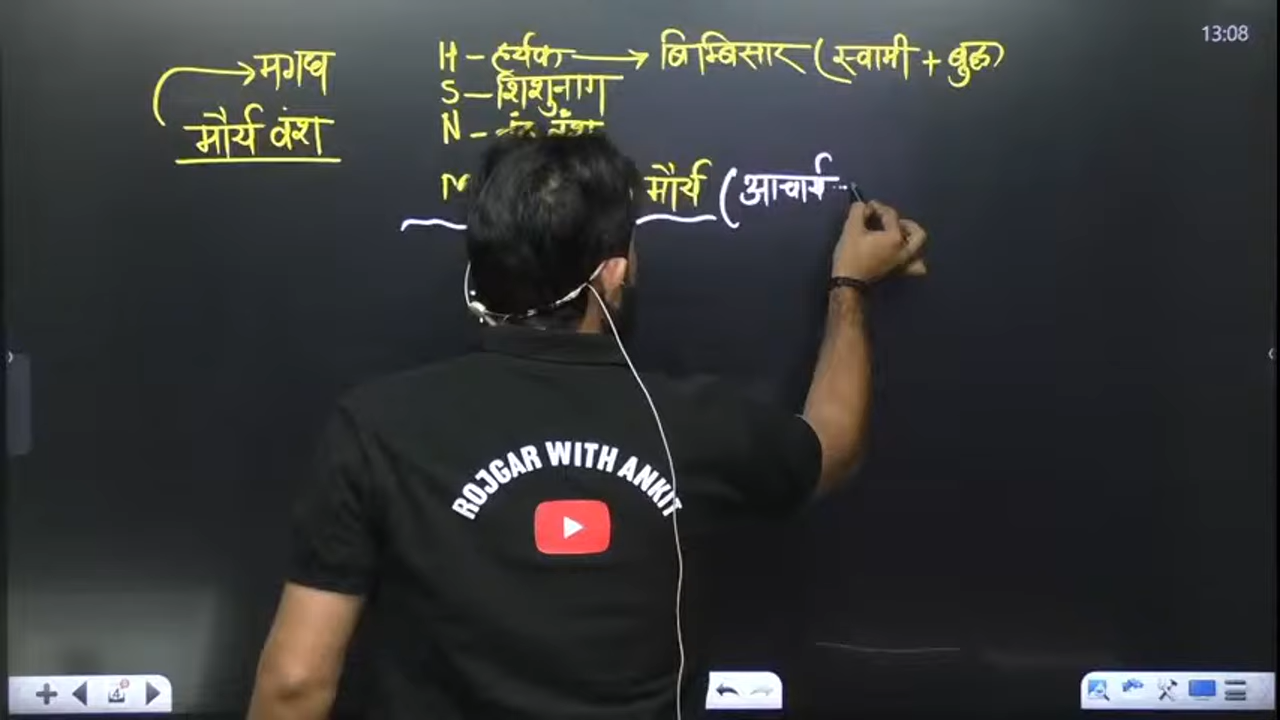 13:08
मगध
मौर्य वंश
H - हर्यक → बिम्बिसार (स्वामी + बुद्ध)
S - शिशुनाग
N - वंश
M मौर्य (आचार्य
ROJGAR WITH ANKIT